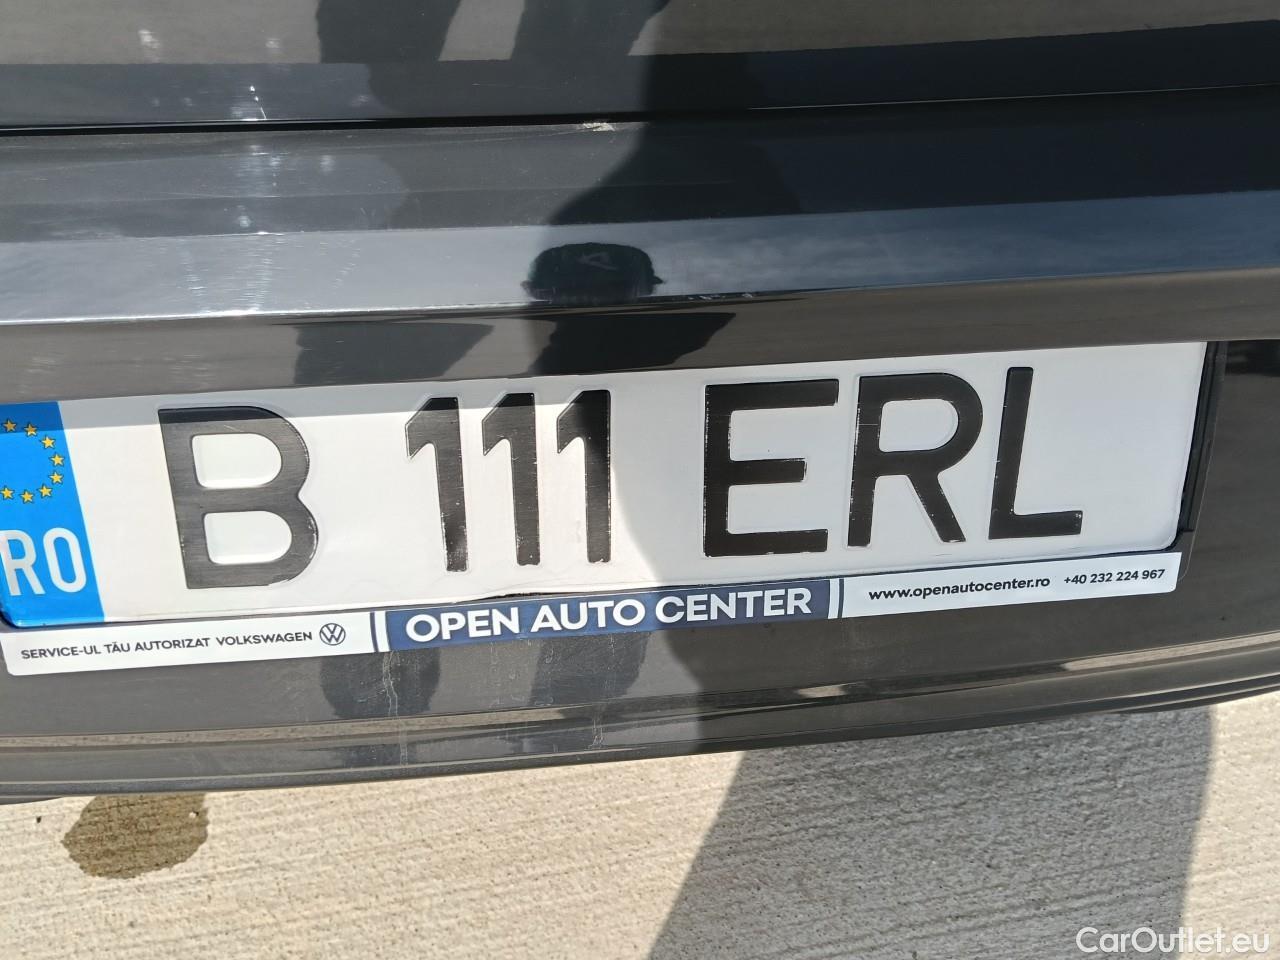 RO
B 111 ERL
SERVICE-UL TĂU AUTORIZAT VOLKSWAGEN OPEN AUTO CENTER www.openautocenter.ro +40 232 224 967
CarOutlet.eu